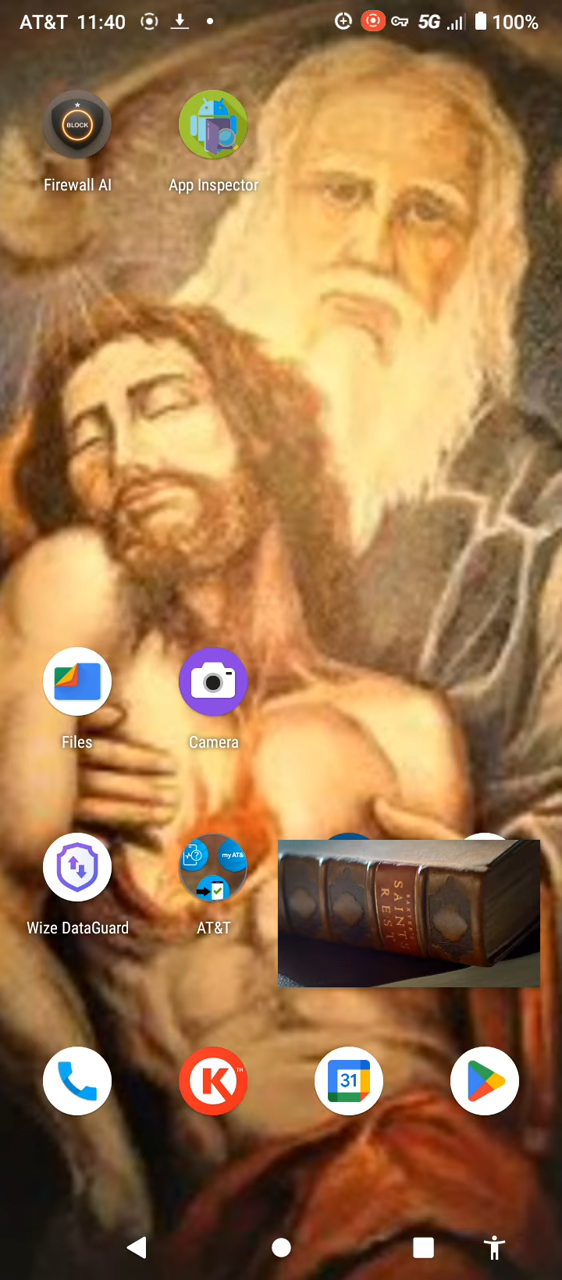 AT&T 11:40 5G 100%
BLOCK
Firewall AI App Inspector
Files Camera
my AT&T
SAINTS
REST
Wize DataGuard AT&T
K 31